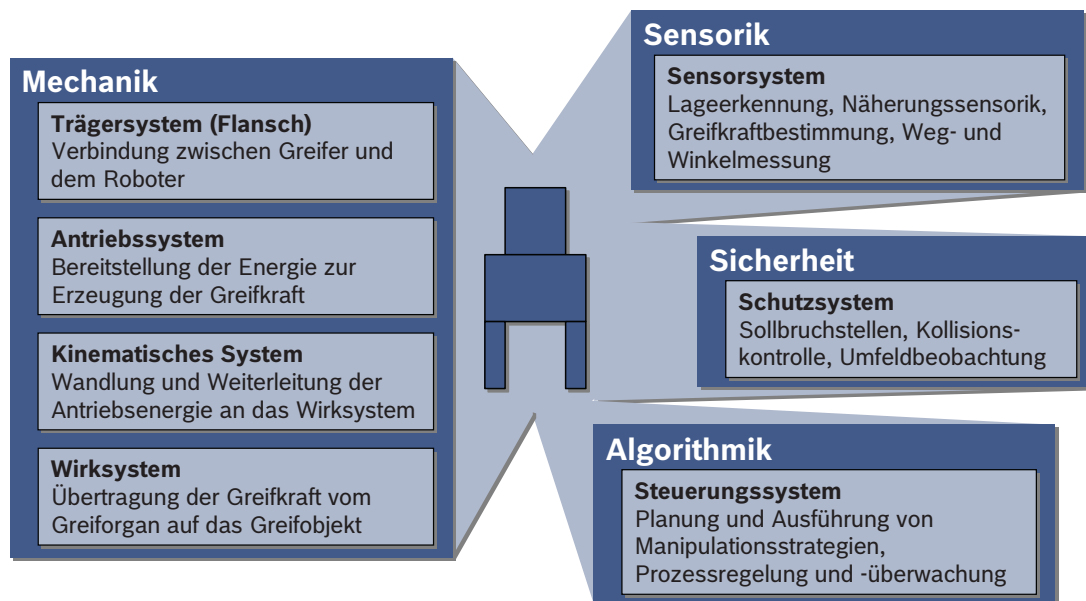 Mechanik
Trägersystem (Flansch)
Verbindung zwischen Greifer und
dem Roboter
Antriebssystem
Bereitstellung der Energie zur
Erzeugung der Greifkraft
Kinematisches System
Wandlung und Weiterleitung der
Antriebsenergie an das Wirksystem
Wirksystem
Übertragung der Greifkraft vom
Greiforgan auf das Greifobjekt
Sensorik
Sensorsystem
Lageerkennung, Näherungssensorik,
Greifkraftbestimmung, Weg- und
Winkelmessung
Sicherheit
Schutzsystem
Sollbruchstellen, Kollisions-
kontrolle, Umfeldbeobachtung
Algorithmik
Steuerungssystem
Planung und Ausführung von
Manipulationsstrategien,
Prozessregelung und -überwachung